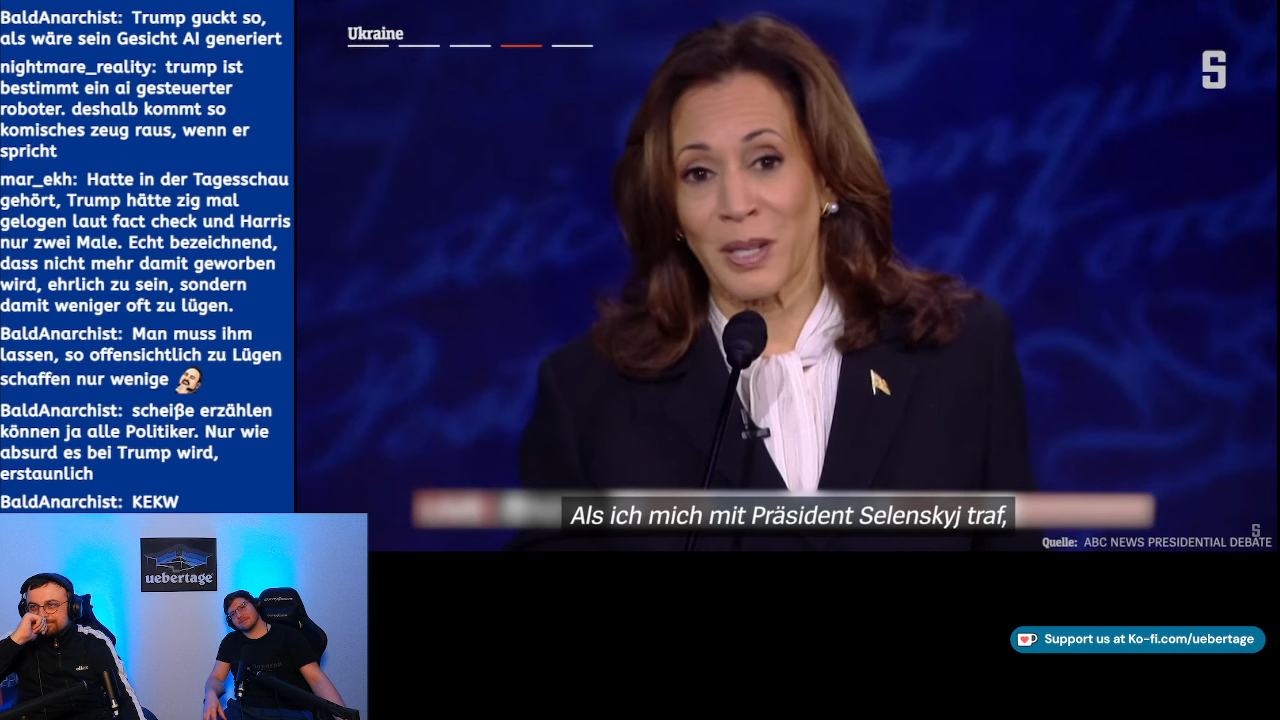 BaldAnarchist: Trump guckt so,
als wäre sein Gesicht AI generiert
nightmare_reality: trump ist
bestimmt ein ai gesteuerter
roboter. deshalb kommt so
komisches zeug raus, wenn er
spricht
mar_ekh: Hatte in der Tagesschau
gehört, Trump hätte zig mal
gelogen laut fact check und Harris
nur zwei Male. Echt bezeichnend,
dass nicht mehr damit geworben
wird, ehrlich zu sein, sondern
damit weniger oft zu lügen.
BaldAnarchist: Man muss ihm
lassen, so offensichtlich zu Lügen
schaffen nur wenige
BaldAnarchist: scheiße erzählen
können ja alle Politiker. Nur wie
absurd es bei Trump wird,
erstaunlich
BaldAnarchist: KEKW
Ukraine
S
Als ich mich mit Präsident Selenskyj traf,
S
Quelle: ABC NEWS PRESIDENTIAL DEBATE
uebertage
Support us at Ko-fi.com/uebertage